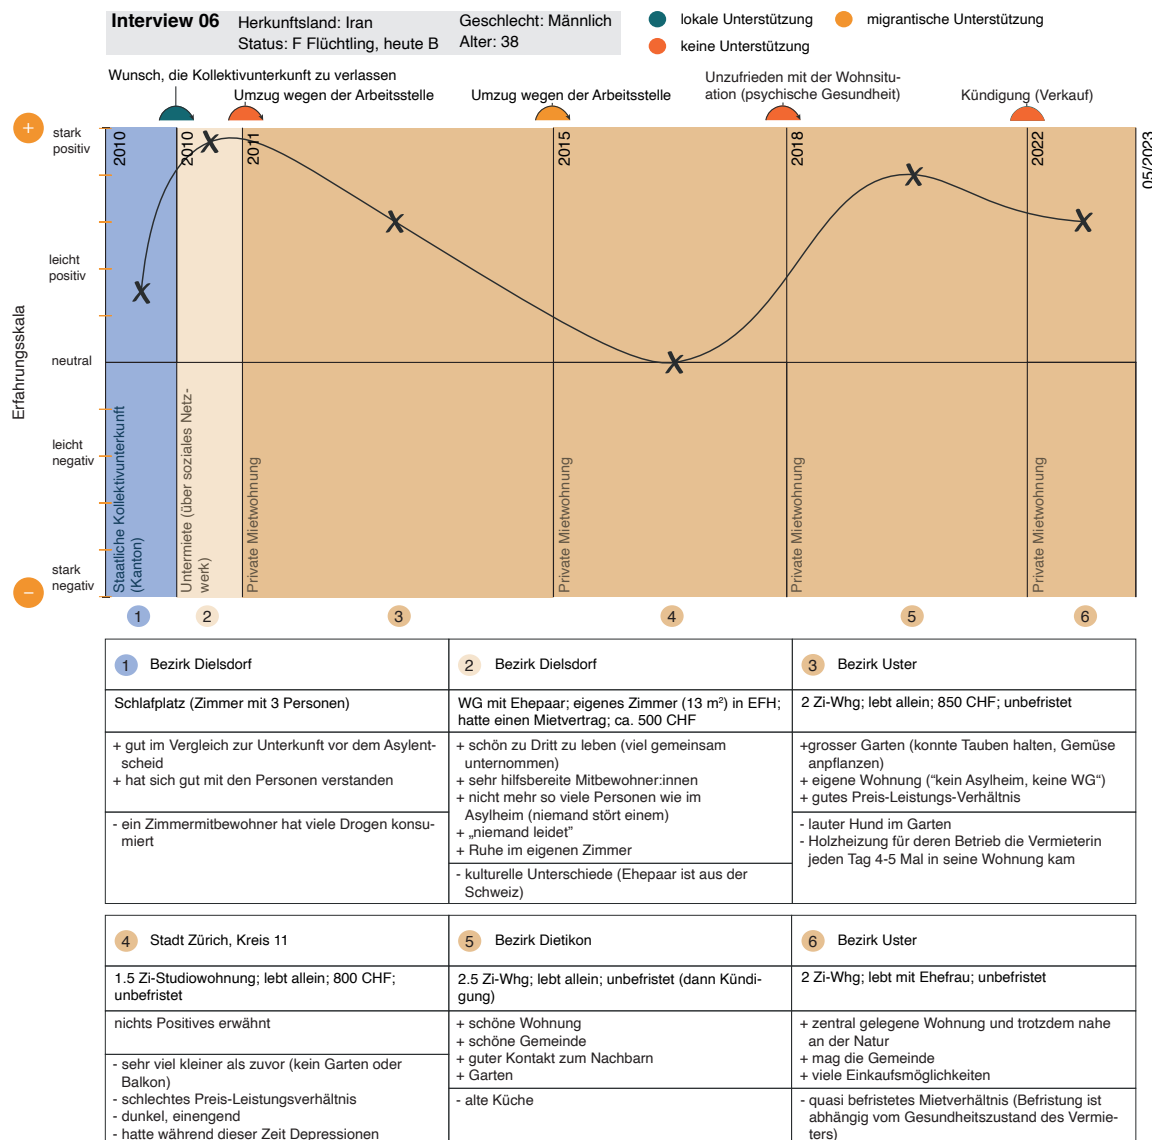 Interview 06
Herkunftsland: Iran
Geschlecht: Männlich
Status: F Flüchtling, heute B
Alter: 38
lokale Unterstützung
migrantische Unterstützung
keine Unterstützung
Wunsch, die Kollektivunterkunft zu verlassen
Umzug wegen der Arbeitsstelle
Umzug wegen der Arbeitsstelle
Unzufrieden mit der Wohnsitu-
ation (psychische Gesundheit)
Kündigung (Verkauf)
+
stark
positiv
leicht
positiv
neutral
leicht
negativ
stark
negativ
–
Erfahrungsskala
2010
2010
2011
2015
2018
2022
05/2023
Staatliche Kollektivunterkunft
(Kanton)
Untermiete (über soziales Netz-
werk)
Private Mietwohnung
Private Mietwohnung
Private Mietwohnung
Private Mietwohnung
1
2
3
4
5
6
1 Bezirk Dielsdorf
Schlafplatz (Zimmer mit 3 Personen)
+ gut im Vergleich zur Unterkunft vor dem Asylent-
scheid
+ hat sich gut mit den Personen verstanden
- ein Zimmermitbewohner hat viele Drogen konsu-
miert
2 Bezirk Dielsdorf
WG mit Ehepaar; eigenes Zimmer (13 m²) in EFH;
hatte einen Mietvertrag; ca. 500 CHF
+ schön zu Dritt zu leben (viel gemeinsam
unternommen)
+ sehr hilfsbereite Mitbewohner:innen
+ nicht mehr so viele Personen wie im
Asylheim (niemand stört einem)
+ „niemand leidet”
+ Ruhe im eigenen Zimmer
- kulturelle Unterschiede (Ehepaar ist aus der
Schweiz)
3 Bezirk Uster
2 Zi-Whg; lebt allein; 850 CHF; unbefristet
+grosser Garten (konnte Tauben halten, Gemüse
anpflanzen)
+ eigene Wohnung (“kein Asylheim, keine WG“)
+ gutes Preis-Leistungs-Verhältnis
- lauter Hund im Garten
- Holzheizung für deren Betrieb die Vermieterin
jeden Tag 4-5 Mal in seine Wohnung kam
4 Stadt Zürich, Kreis 11
1.5 Zi-Studiowohnung; lebt allein; 800 CHF;
unbefristet
nichts Positives erwähnt
- sehr viel kleiner als zuvor (kein Garten oder
Balkon)
- schlechtes Preis-Leistungsverhältnis
- dunkel, einengend
- hatte während dieser Zeit Depressionen
5 Bezirk Dietikon
2.5 Zi-Whg; lebt allein; unbefristet (dann Kündi-
gung)
+ schöne Wohnung
+ schöne Gemeinde
+ guter Kontakt zum Nachbarn
+ Garten
- alte Küche
6 Bezirk Uster
2 Zi-Whg; lebt mit Ehefrau; unbefristet
+ zentral gelegene Wohnung und trotzdem nahe
an der Natur
+ mag die Gemeinde
+ viele Einkaufsmöglichkeiten
- quasi befristetes Mietverhältnis (Befristung ist
abhängig vom Gesundheitszustand des Vermie-
ters)